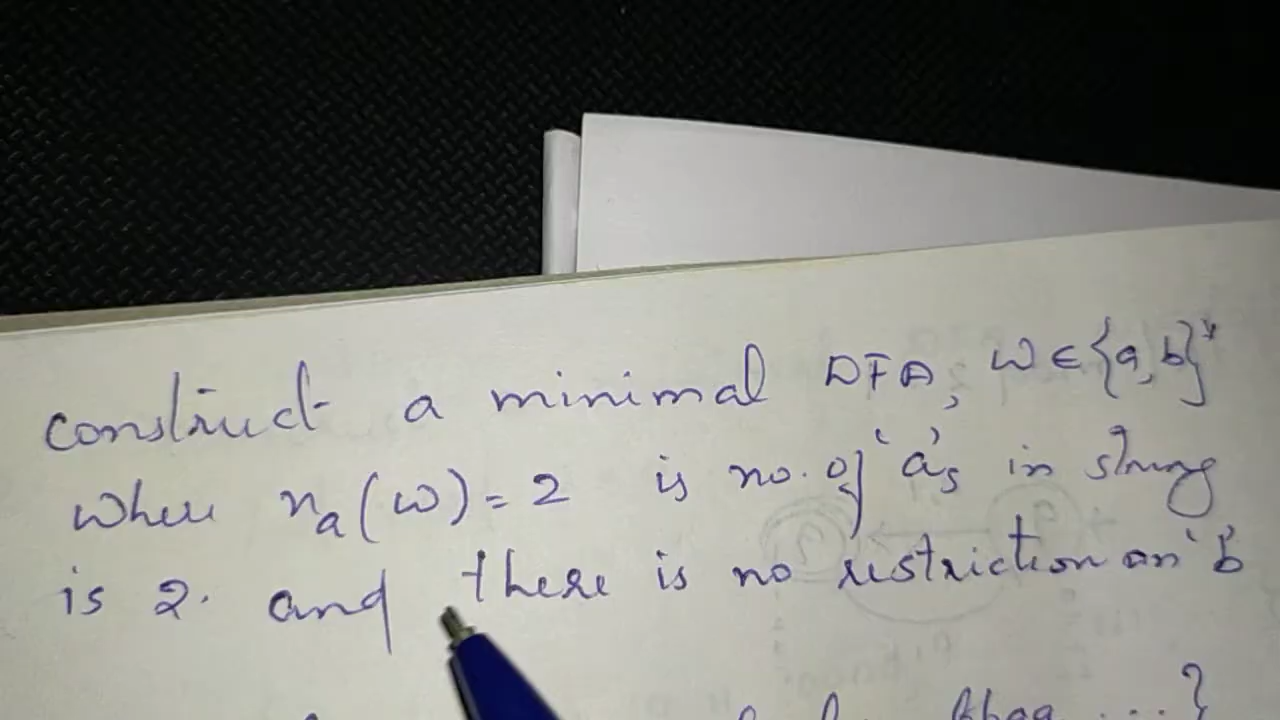 construct a minimal DFA, w ∈ {a,b}*
where nₐ(w) = 2 is no. of 'a's in string
is 2. and there is no restriction on 'b'
... }